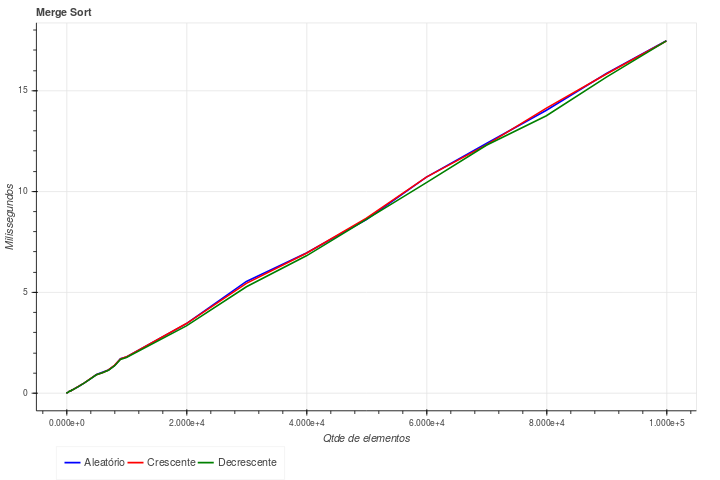 Merge Sort
15
10
5
0
Milissegundos
0.000e+0 2.000e+4 4.000e+4 6.000e+4 8.000e+4 1.000e+5
Qtde de elementos
Aleatório Crescente Decrescente